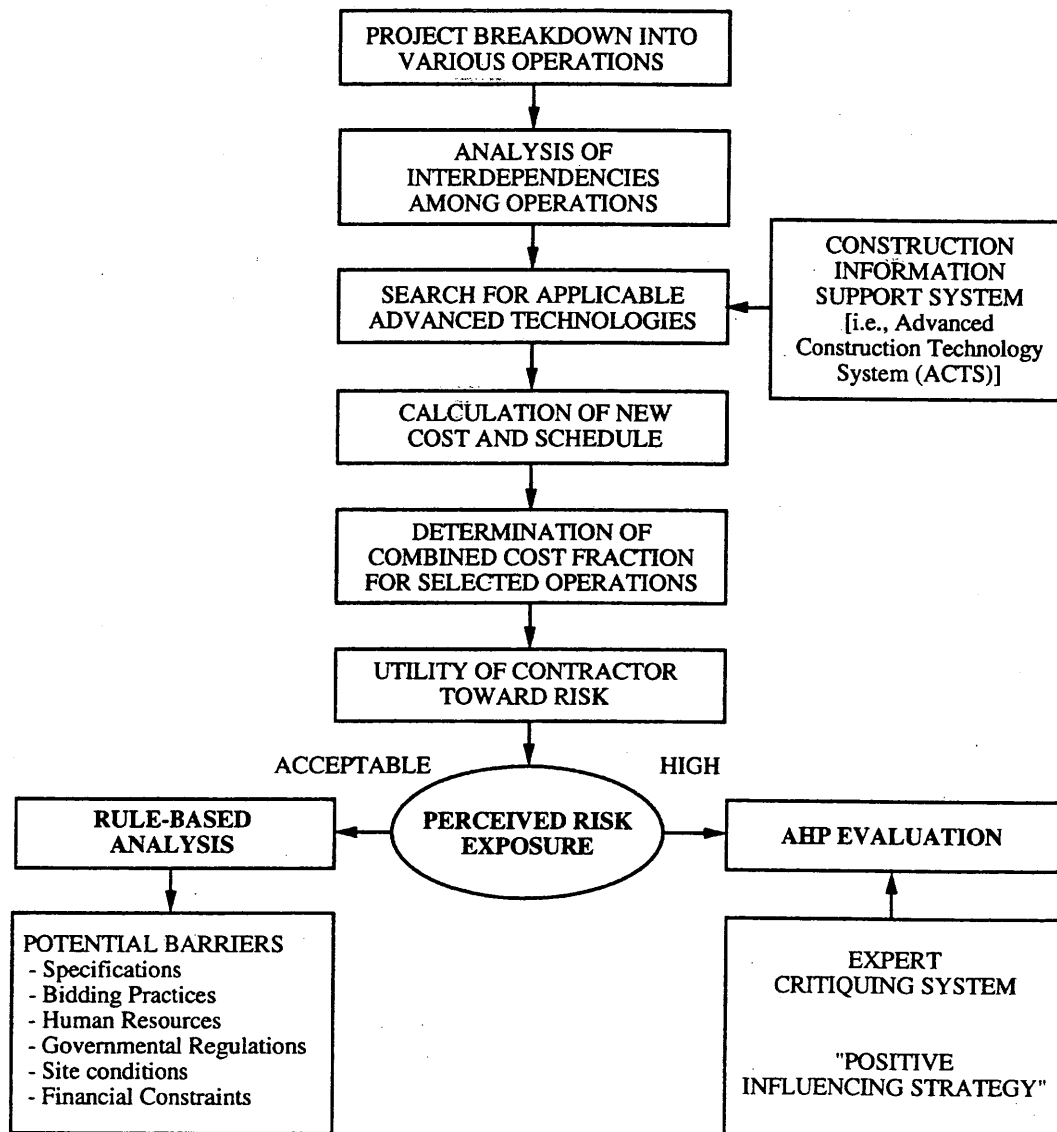 PROJECT BREAKDOWN INTO
VARIOUS OPERATIONS
ANALYSIS OF
INTERDEPENDENCIES
AMONG OPERATIONS
SEARCH FOR APPLICABLE
ADVANCED TECHNOLOGIES
CONSTRUCTION
INFORMATION
SUPPORT SYSTEM
[i.e., Advanced
Construction Technology
System (ACTS)]
CALCULATION OF NEW
COST AND SCHEDULE
DETERMINATION OF
COMBINED COST FRACTION
FOR SELECTED OPERATIONS
UTILITY OF CONTRACTOR
TOWARD RISK
ACCEPTABLE
HIGH
RULE-BASED
ANALYSIS
PERCEIVED RISK
EXPOSURE
AHP EVALUATION
POTENTIAL BARRIERS
- Specifications
- Bidding Practices
- Human Resources
- Governmental Regulations
- Site conditions
- Financial Constraints
EXPERT
CRITIQUING SYSTEM
"POSITIVE
INFLUENCING STRATEGY"